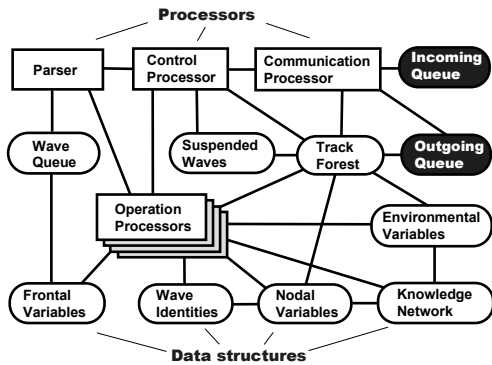 Processors
Parser
Control
Processor
Communication
Processor
Incoming
Queue
Wave
Queue
Suspended
Waves
Track
Forest
Outgoing
Queue
Operation
Processors
Environmental
Variables
Frontal
Variables
Wave
Identities
Nodal
Variables
Knowledge
Network
Data structures